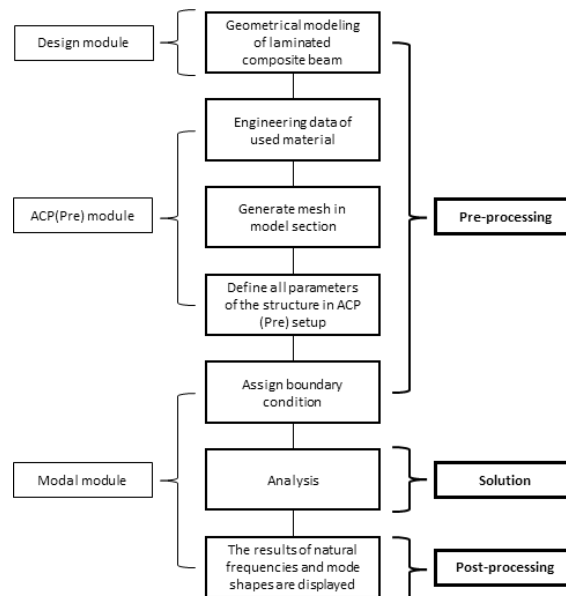 Design module
Geometrical modeling
of laminated
composite beam
Engineering data of
used material
ACP(Pre) module
Generate mesh in
model section
Pre-processing
Define all parameters
of the structure in ACP
(Pre) setup
Assign boundary
condition
Modal module
Analysis
Solution
The results of natural
frequencies and mode
shapes are displayed
Post-processing